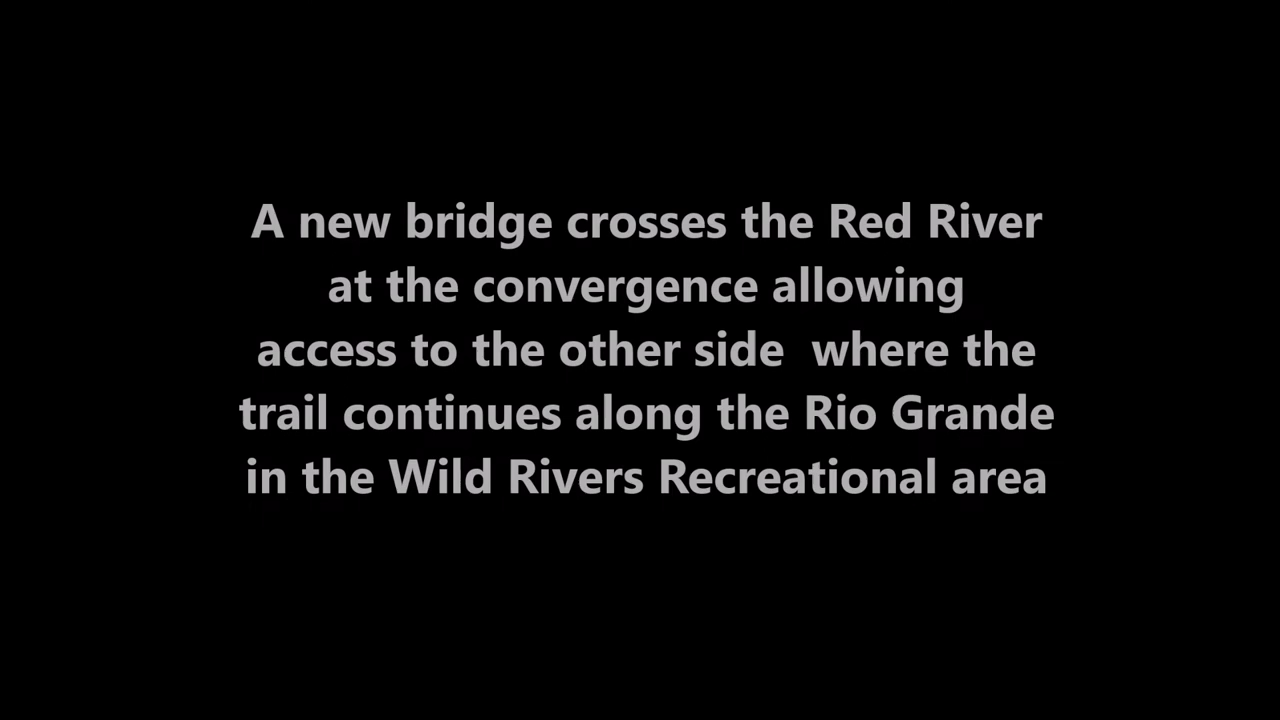 A new bridge crosses the Red River
at the convergence allowing
access to the other side  where the
trail continues along the Rio Grande
in the Wild Rivers Recreational area